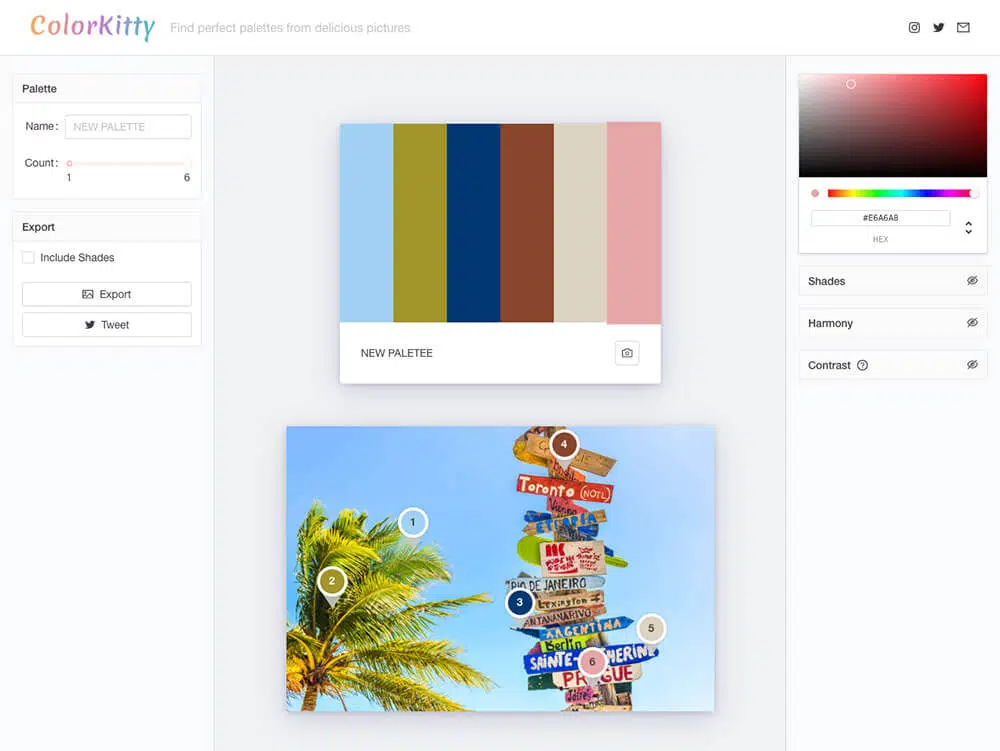 ColorKitty
Find perfect palettes from delicious pictures
Palette
Name:
NEW PALETTE
Count:
1
6
Export
Include Shades
Export
Tweet
NEW PALETEE
#E6A6A8
HEX
Shades
Harmony
Contrast
4
Toronto (NOTL)
Vienna
1
2
RIO DE JANEIRO
3
Lexington
ANTANANARIVO
ARGENTINA
5
Berlin
6
PRAGUE